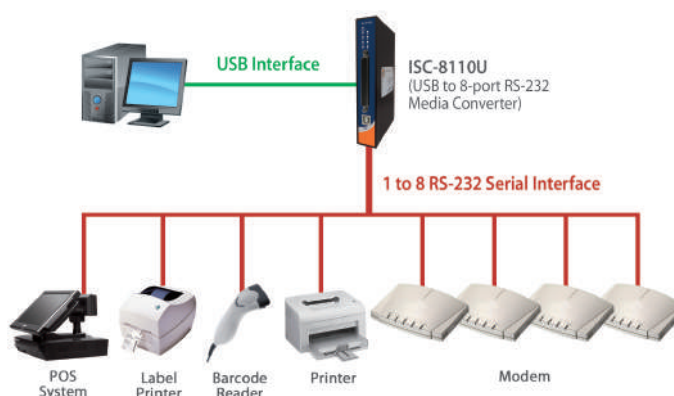 USB Interface
ISC-8110U
(USB to 8-port RS-232
Media Converter)
1 to 8 RS-232 Serial Interface
POS
System
Label
Printer
Barcode
Reader
Printer
Modem